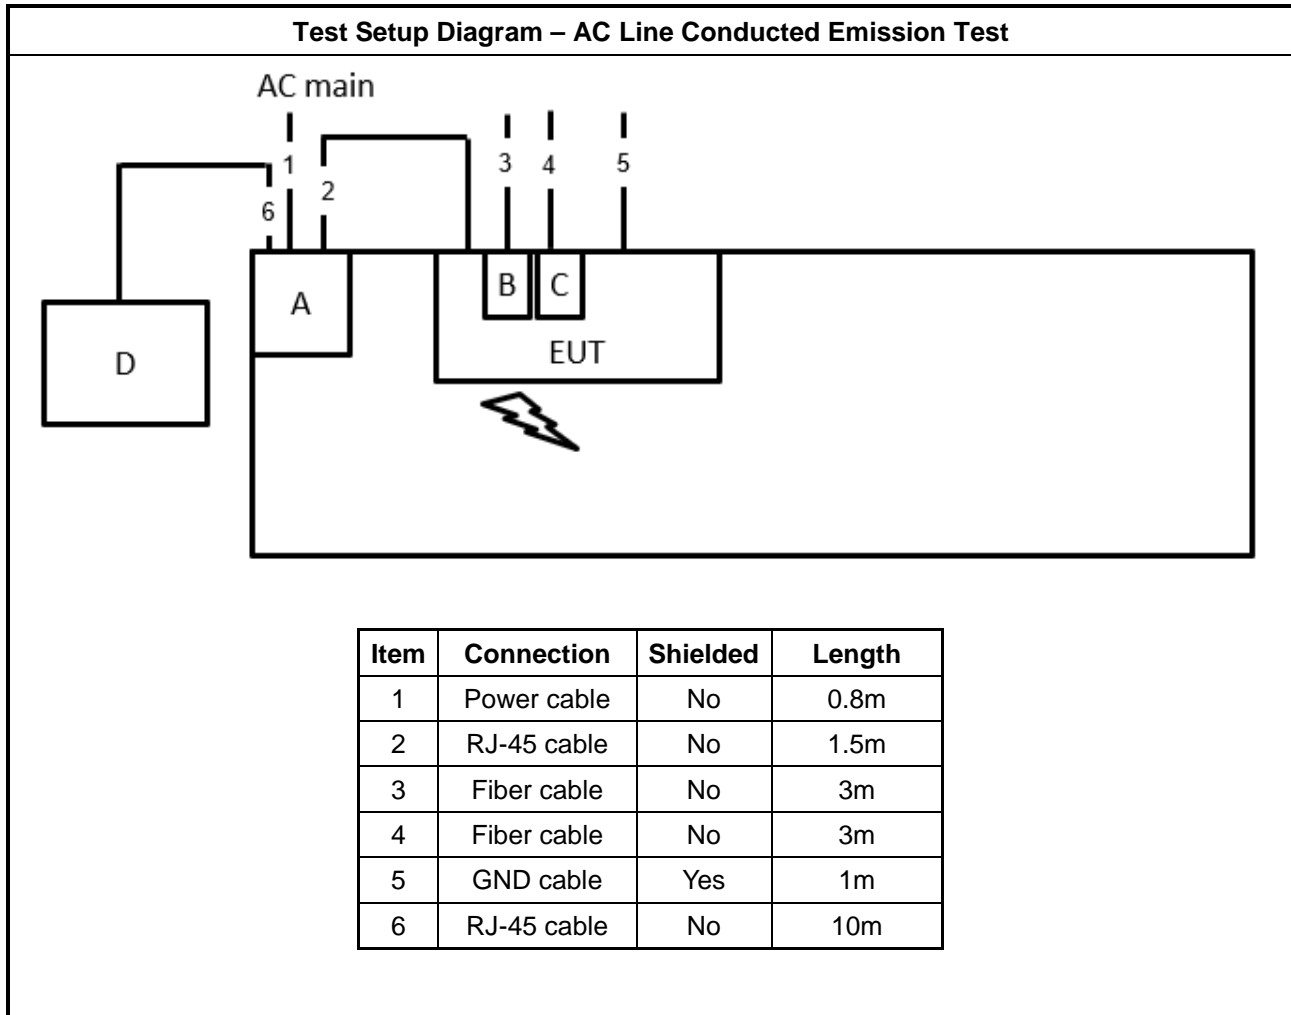 Test Setup Diagram – AC Line Conducted Emission Test
AC main
1
2
3
4
5
6
A
B
C
D
EUT
Item Connection Shielded Length
1 Power cable No 0.8m
2 RJ-45 cable No 1.5m
3 Fiber cable No 3m
4 Fiber cable No 3m
5 GND cable Yes 1m
6 RJ-45 cable No 10m